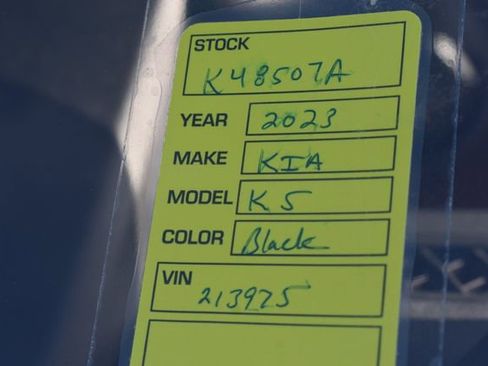 STOCK
K48507A
YEAR 2023
MAKE KIA
MODEL K5
COLOR Black
VIN
213975